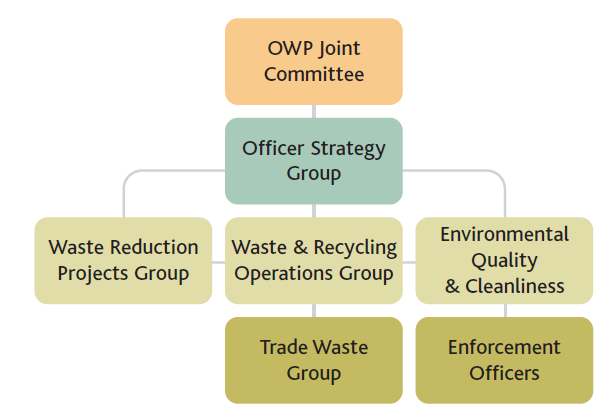 OWP Joint
Committee
Officer Strategy
Group
Waste Reduction
Projects Group
Waste & Recycling
Operations Group
Environmental
Quality
& Cleanliness
Trade Waste
Group
Enforcement
Officers